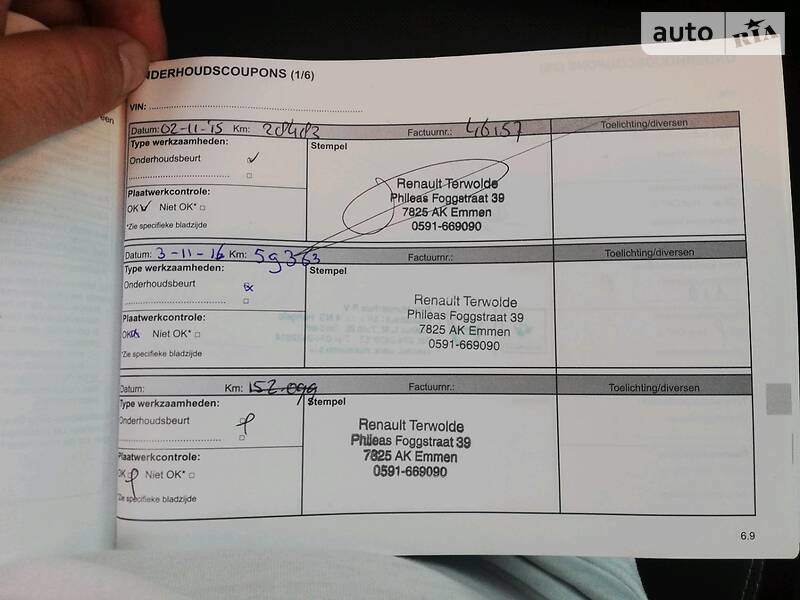 auto RIA
ONDERHOUDSCOUPONS (1/6)
VIN:
Datum: 02-11-'15 Km: 28483 Factuurnr.: 46157 Toelichting/diversen
Type werkzaamheden:
Stempel
Onderhoudsbeurt
Plaatwerkcontrole:
OK Niet OK*
*Zie specifieke bladzijde
Renault Terwolde
Phileas Foggstraat 39
7825 AK Emmen
0591-669090
Datum: 3-11-16 Km: 59363 Factuurnr.: Toelichting/diversen
Type werkzaamheden:
Stempel
Onderhoudsbeurt
Plaatwerkcontrole:
OK Niet OK*
*Zie specifieke bladzijde
Renault Terwolde
Phileas Foggstraat 39
7825 AK Emmen
0591-669090
Datum: Km: 152.099 Factuurnr.: Toelichting/diversen
Type werkzaamheden:
Stempel
Onderhoudsbeurt
Plaatwerkcontrole:
OK Niet OK*
*Zie specifieke bladzijde
Renault Terwolde
Phileas Foggstraat 39
7825 AK Emmen
0591-669090
6.9